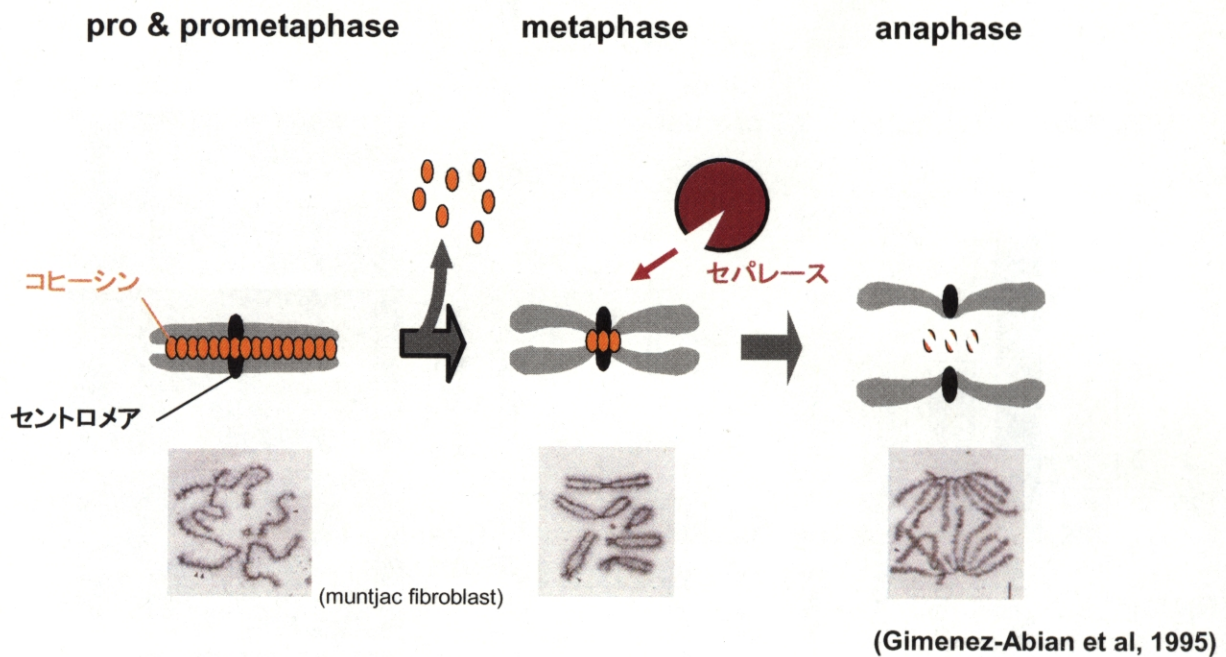 pro & prometaphase
metaphase
anaphase
コヒーシン
セパレース
セントロメア
(muntjac fibroblast)
(Gimenez-Abian et al, 1995)